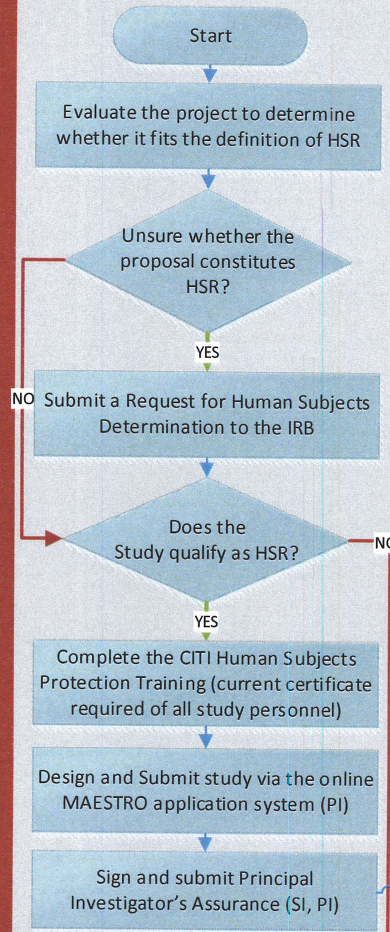 Start
Evaluate the project to determine
whether it fits the definition of HSR
Unsure whether the
proposal constitutes
HSR?
YES
NO
Submit a Request for Human Subjects
Determination to the IRB
Does the
Study qualify as HSR?
NO
YES
Complete the CITI Human Subjects
Protection Training (current certificate
required of all study personnel)
Design and Submit study via the online
MAESTRO application system (PI)
Sign and submit Principal
Investigator's Assurance (SI, PI)